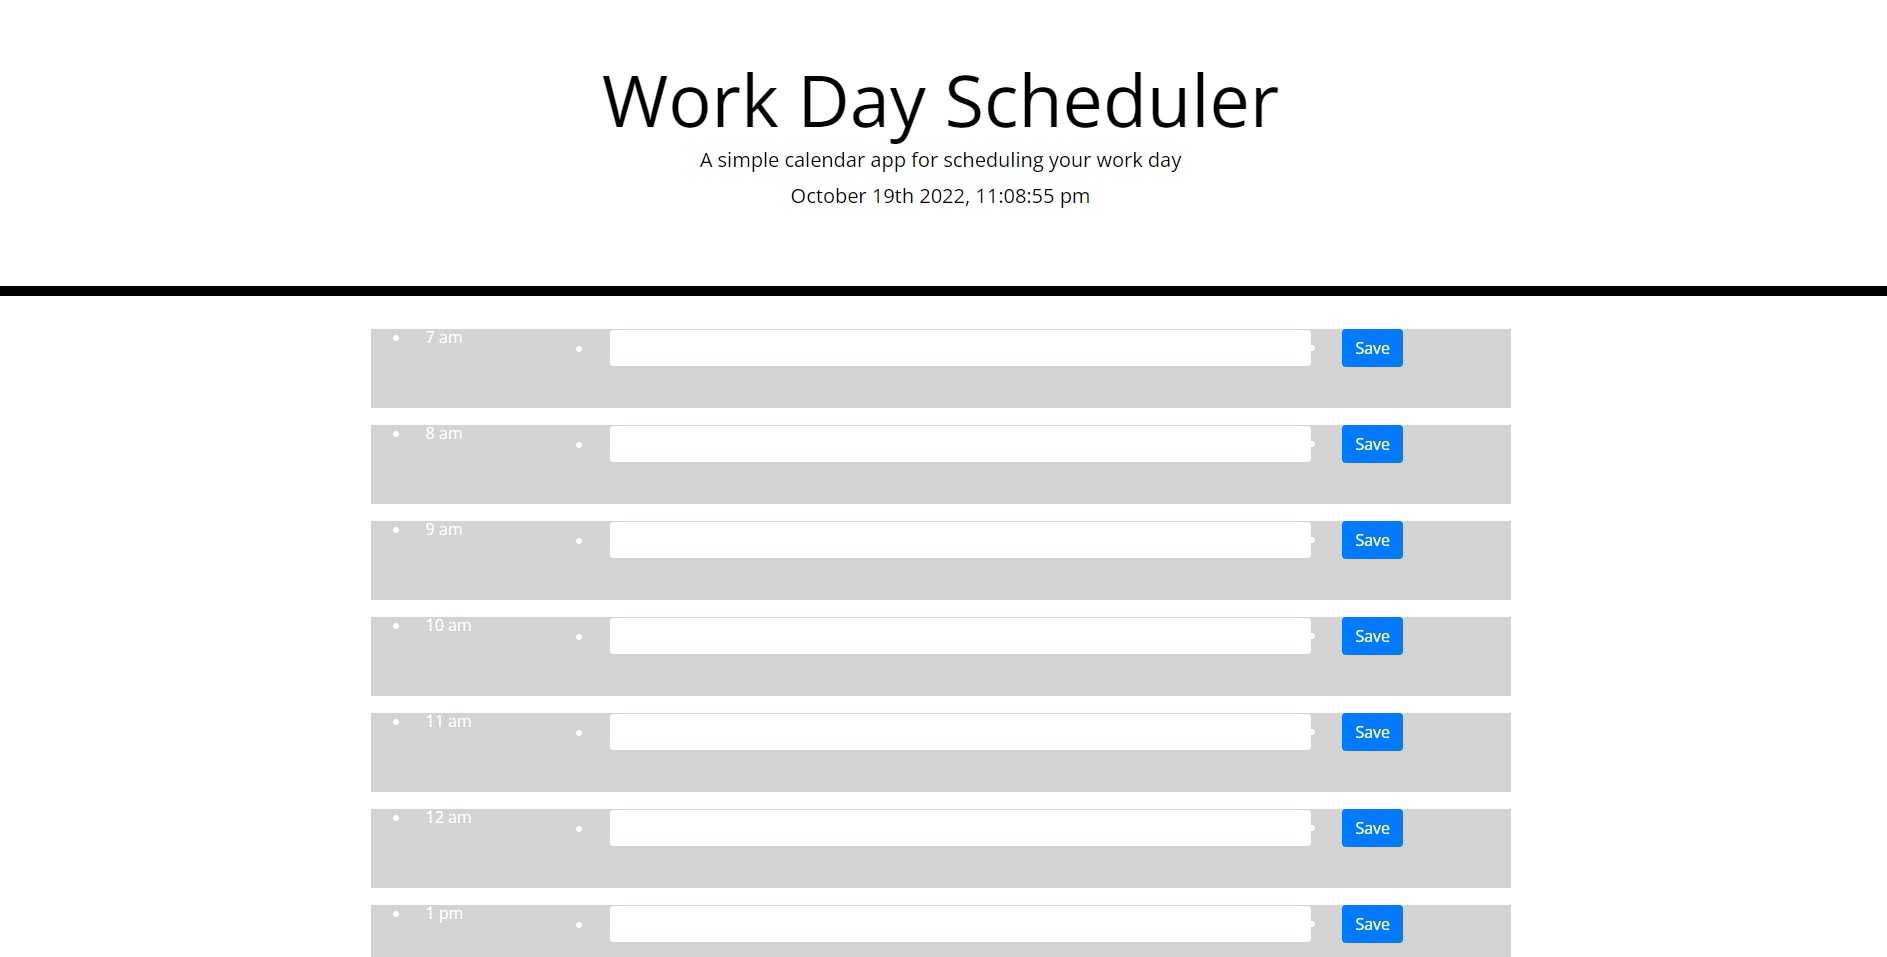 Work Day Scheduler
A simple calendar app for scheduling your work day
October 19th 2022, 11:08:55 pm
7 am Save
8 am Save
9 am Save
10 am Save
11 am Save
12 am Save
1 pm Save